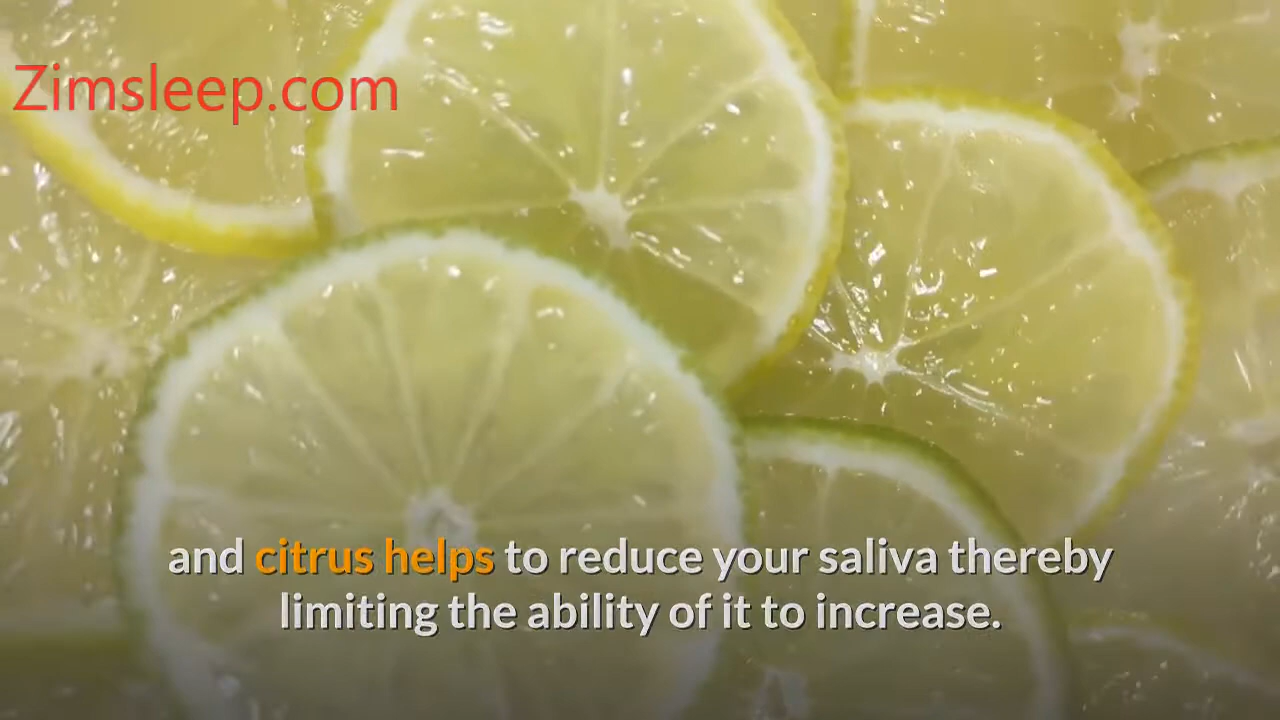 Zimsleep.com
and citrus helps to reduce your saliva thereby
limiting the ability of it to increase.